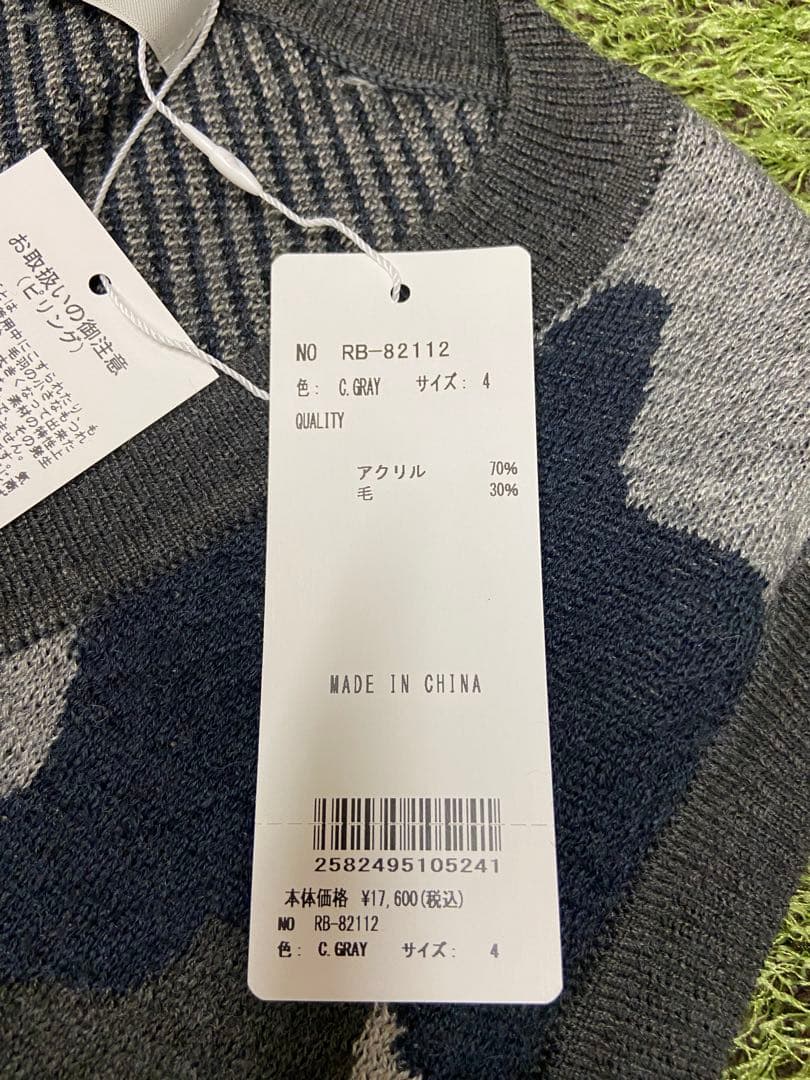 お取扱いの御注意
(ピリング)
NO RB-82112
色: C.GRAY サイズ: 4
QUALITY
アクリル 70%
毛 30%
MADE IN CHINA
2582495105241
本体価格 ¥17,600(税込)
NO RB-82112
色: C.GRAY サイズ: 4